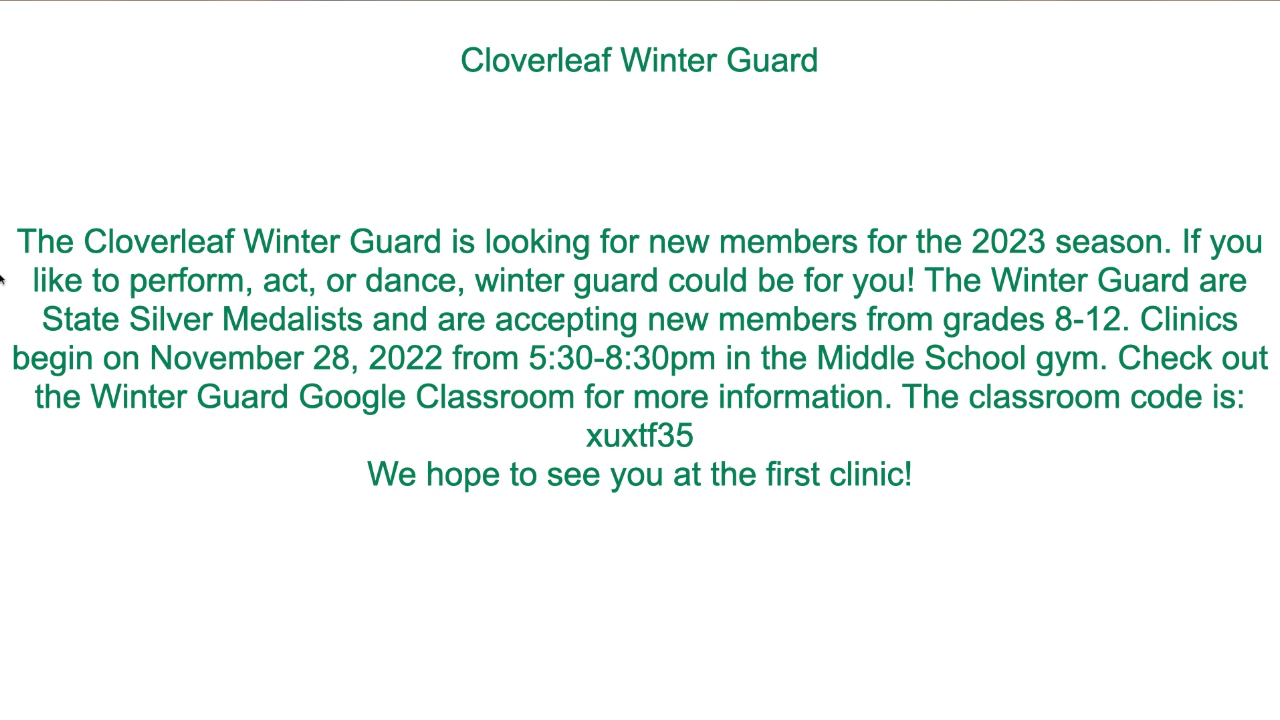 Cloverleaf Winter Guard
The Cloverleaf Winter Guard is looking for new members for the 2023 season. If you
like to perform, act, or dance, winter guard could be for you! The Winter Guard are
State Silver Medalists and are accepting new members from grades 8-12. Clinics
begin on November 28, 2022 from 5:30-8:30pm in the Middle School gym. Check out
the Winter Guard Google Classroom for more information. The classroom code is:
xuxtf35
We hope to see you at the first clinic!